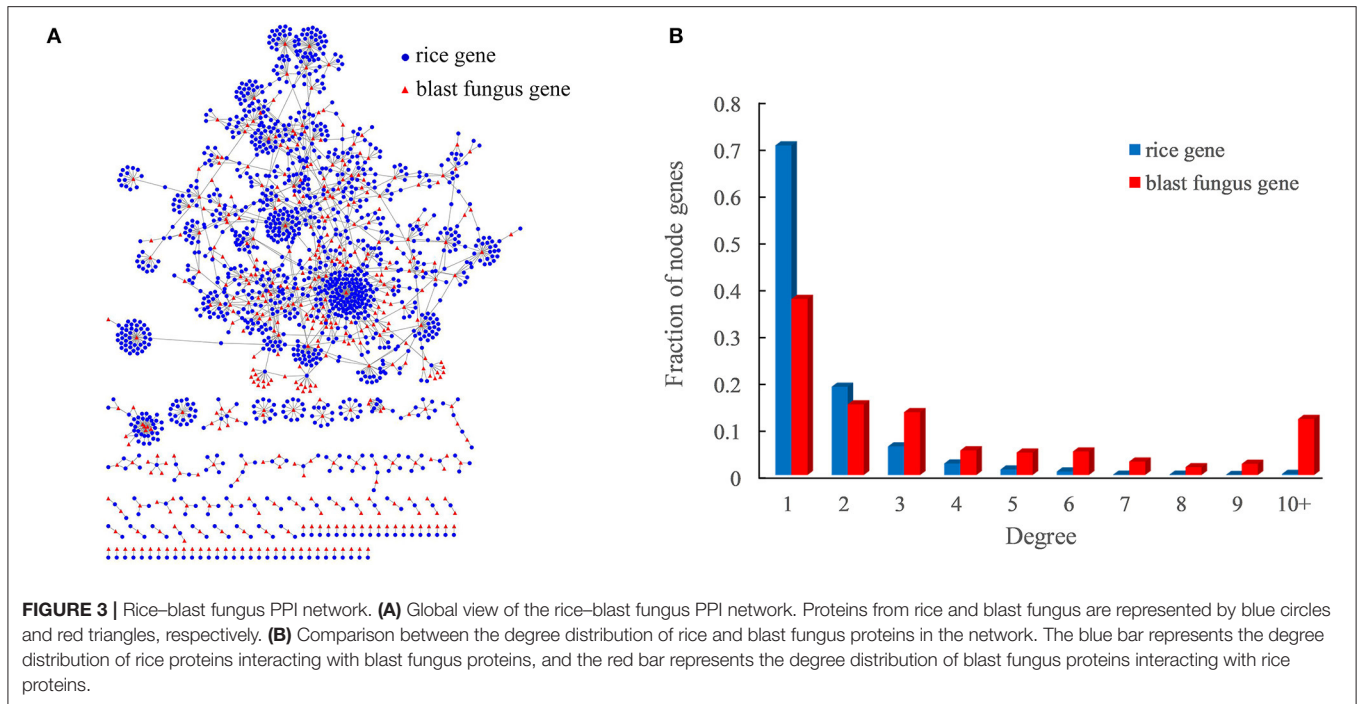 A
rice gene
blast fungus gene
B
Fraction of node genes
0.8
0.7
0.6
0.5
0.4
0.3
0.2
0.1
0
rice gene
blast fungus gene
1 2 3 4 5 6 7 8 9 10+
Degree
FIGURE 3 | Rice–blast fungus PPI network. (A) Global view of the rice–blast fungus PPI network. Proteins from rice and blast fungus are represented by blue circles
and red triangles, respectively. (B) Comparison between the degree distribution of rice and blast fungus proteins in the network. The blue bar represents the degree
distribution of rice proteins interacting with blast fungus proteins, and the red bar represents the degree distribution of blast fungus proteins interacting with rice
proteins.